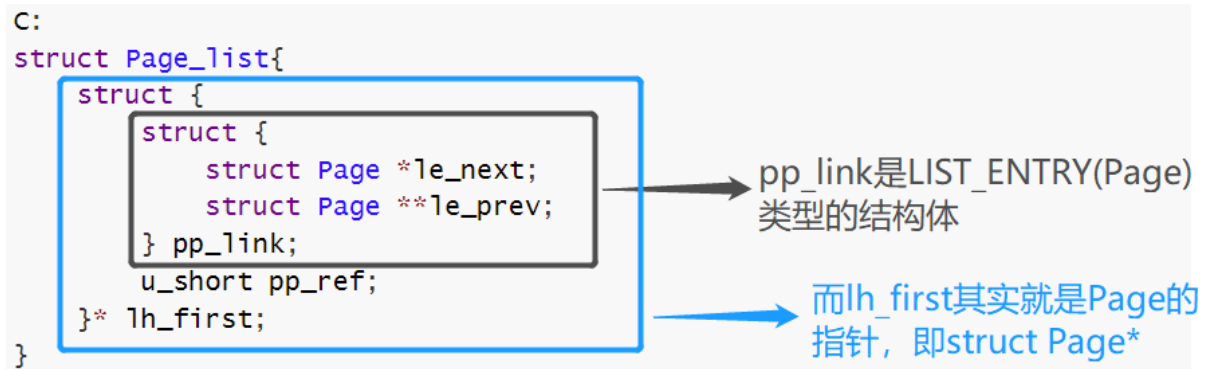 C:
struct Page_list{
struct {
struct {
struct Page *le_next;
struct Page **le_prev;
} pp_link;
u_short pp_ref;
}* lh_first;
}
pp_link是LIST_ENTRY(Page)
类型的结构体
而lh_first其实就是Page的
指针，即struct Page*